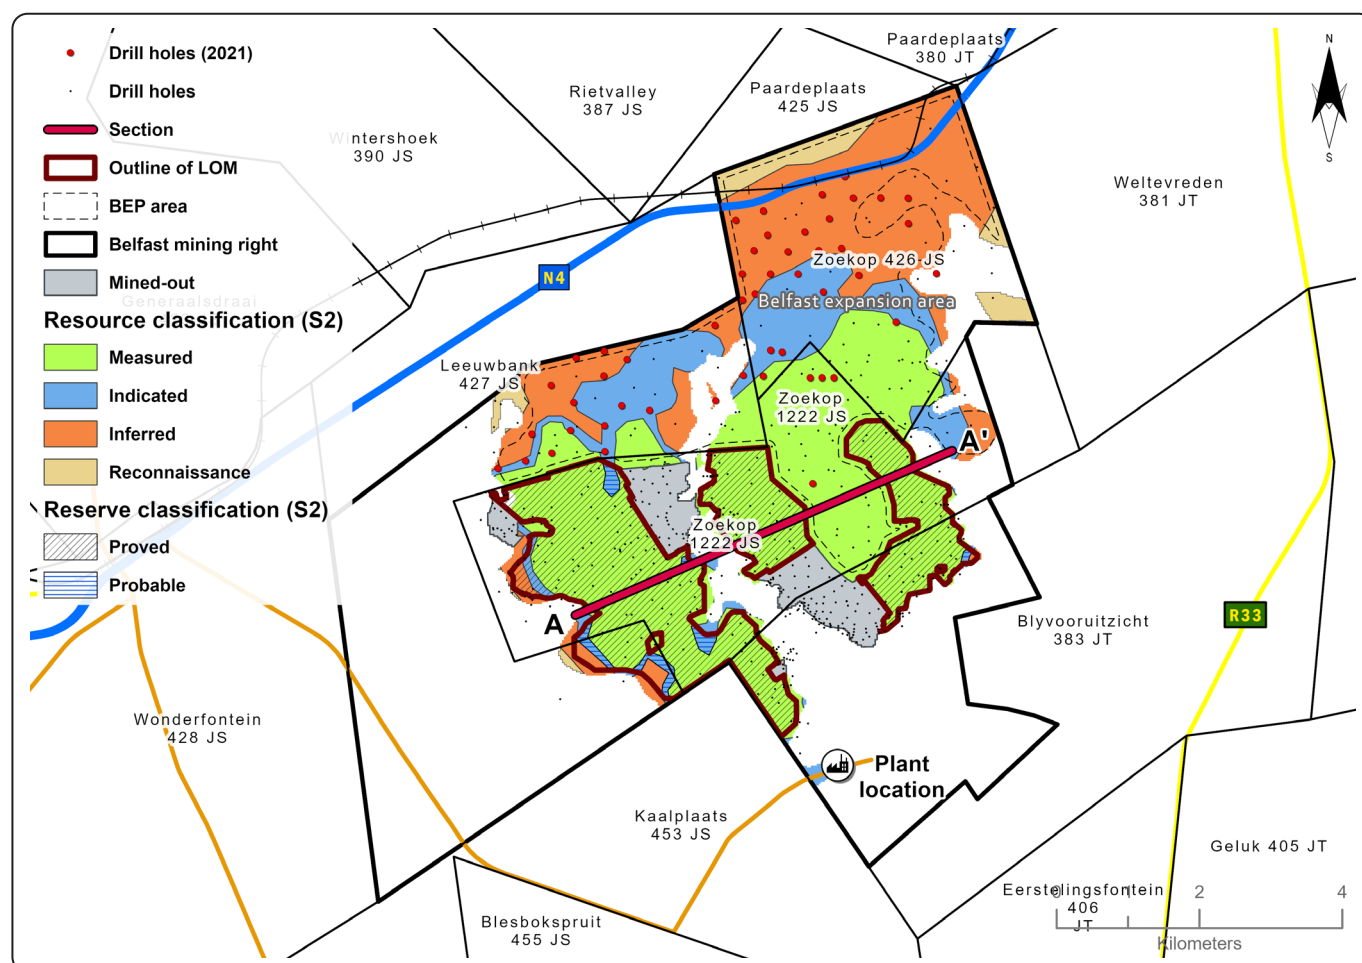 Drill holes (2021)
Drill holes
Section
Outline of LOM
BEP area
Belfast mining right
Mined-out
Resource classification (S2)
Measured
Indicated
Inferred
Reconnaissance
Reserve classification (S2)
Proved
Probable
Wintershoek
390 JS
Generaalsdraai
Rietvalley
387 JS
Paardeplaats
425 JS
Paardeplaats
380 JT
N
S
Weltevreden
381 JT
N4
Zoekop 426 JS
Belfast expansion area
Leeuwbank
427 JS
Zoekop
1222 JS
A'
Zoekop
1222 JS
A
Blyvooruitzicht
383 JT
R33
Wonderfontein
428 JS
Plant
location
Kaalplaats
453 JS
Geluk 405 JT
Eerstelingsfontein
406
JT
Blesbokspruit
455 JS
0 1 2 4
Kilometers